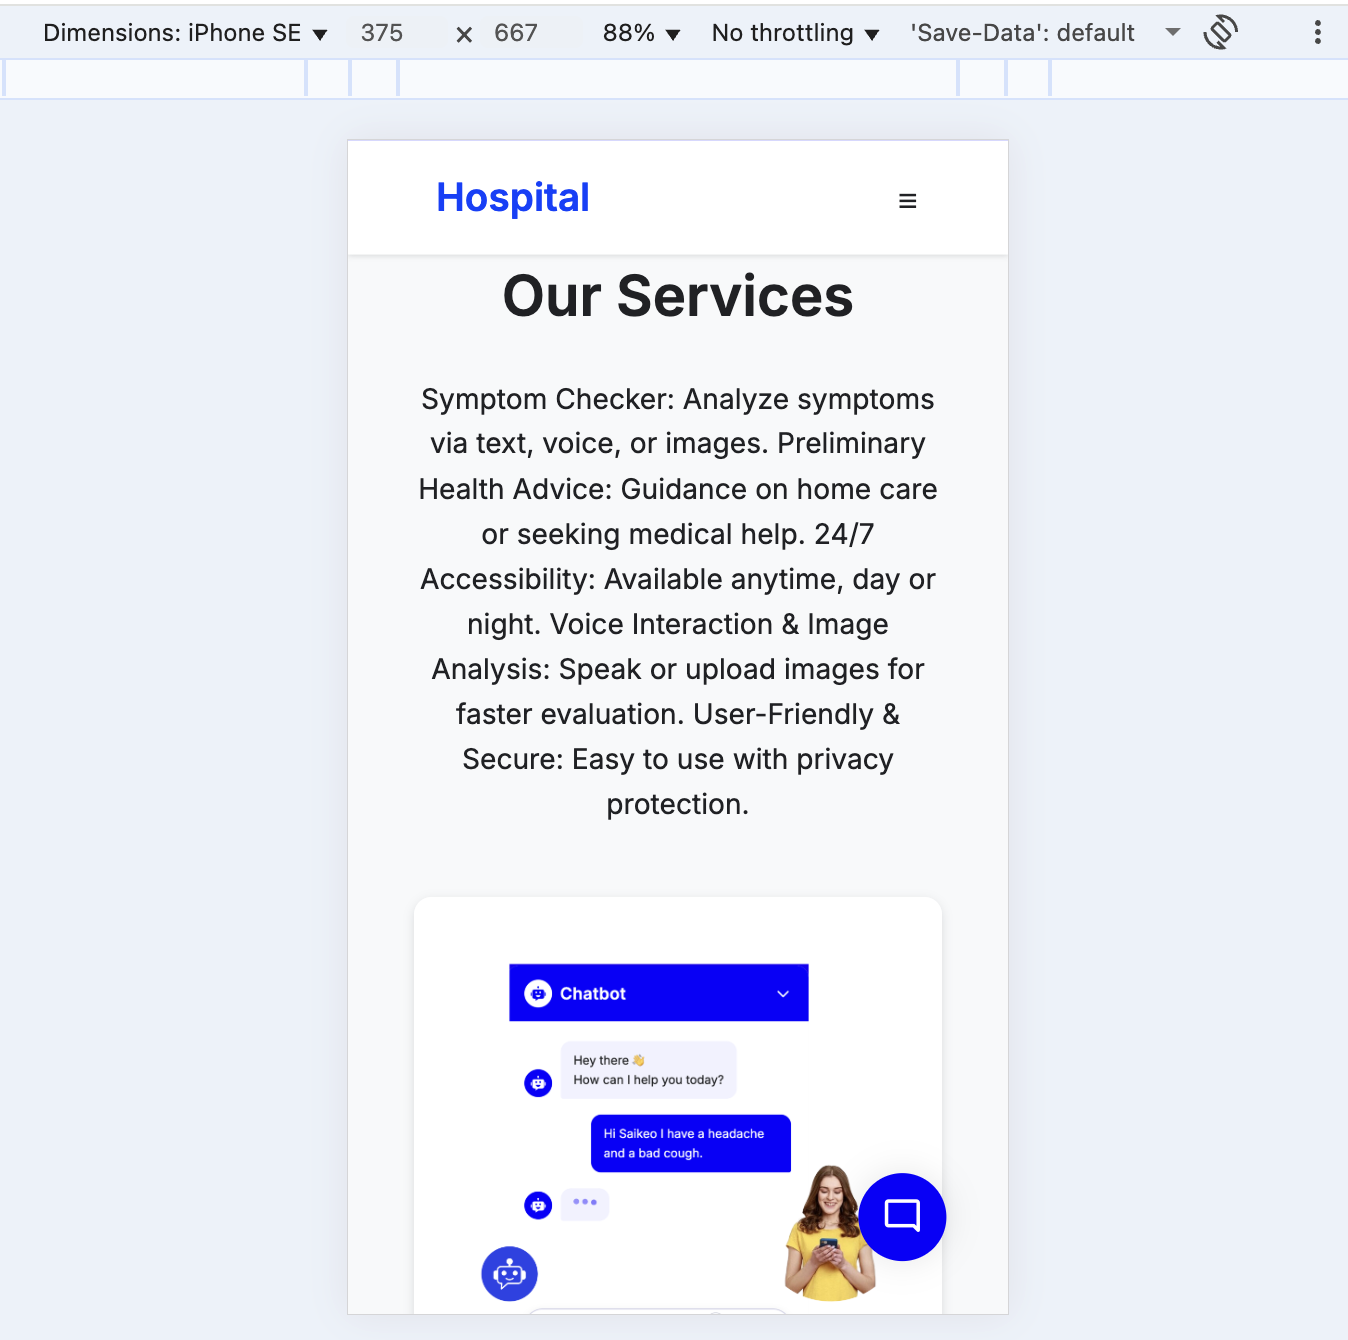 Dimensions: iPhone SE ▼ 375 × 667 88% ▼ No throttling ▼ 'Save-Data': default
Hospital
Our Services
Symptom Checker: Analyze symptoms
via text, voice, or images. Preliminary
Health Advice: Guidance on home care
or seeking medical help. 24/7
Accessibility: Available anytime, day or
night. Voice Interaction & Image
Analysis: Speak or upload images for
faster evaluation. User-Friendly &
Secure: Easy to use with privacy
protection.
Chatbot
Hey there 👋
How can I help you today?
Hi Saikeo I have a headache
and a bad cough.